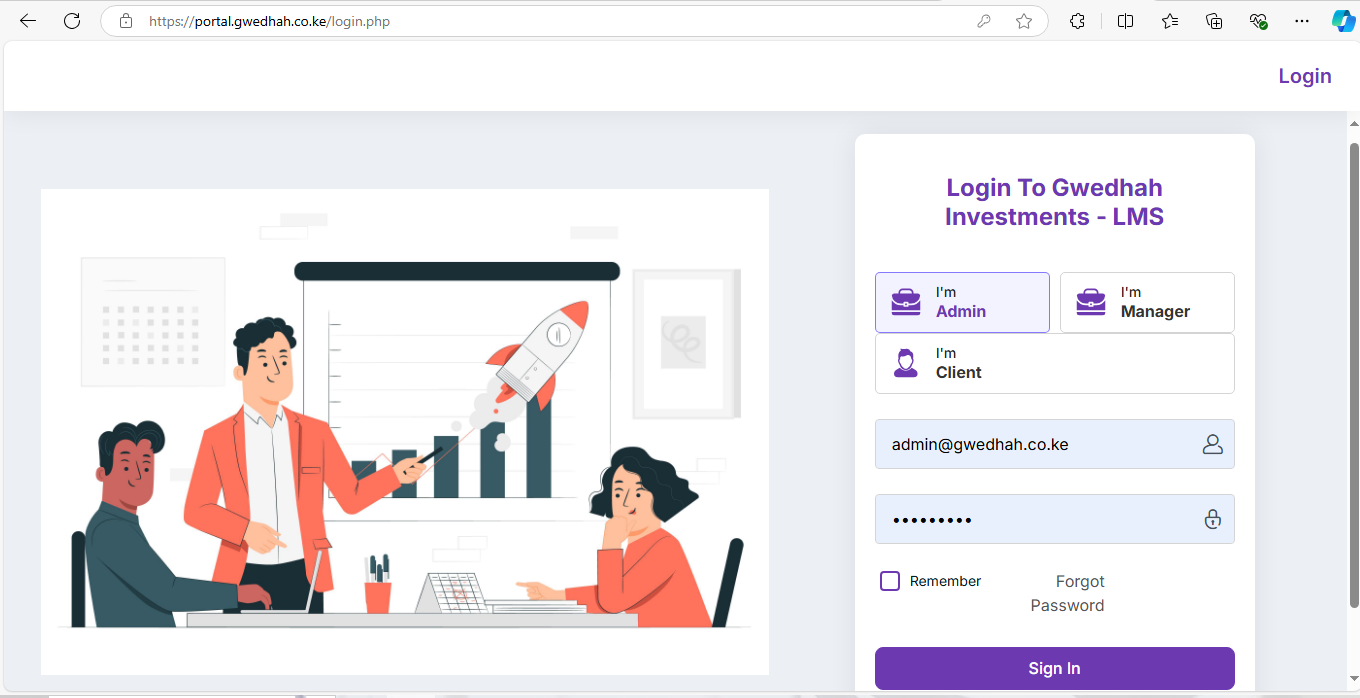 https://portal.gwedhah.co.ke/login.php
Login
Login To Gwedhah
Investments - LMS
I'm
Admin
I'm
Manager
I'm
Client
admin@gwedhah.co.ke
•••••••••
Remember
Forgot
Password
Sign In